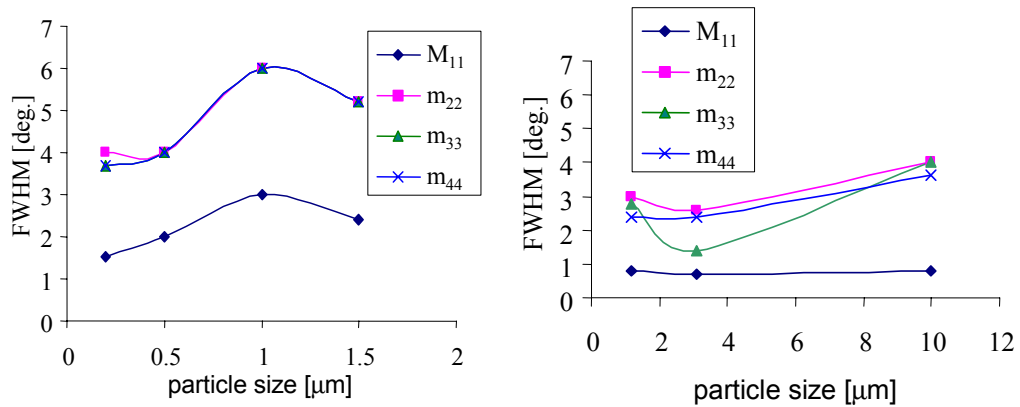 7
6
5
4
3
2
1
0
FWHM [deg.]
0 0.5 1 1.5 2
particle size [μm]
M₁₁
m₂₂
m₃₃
m₄₄
7
6
5
4
3
2
1
0
FWHM [deg.]
0 2 4 6 8 10 12
particle size [μm]
M₁₁
m₂₂
m₃₃
m₄₄